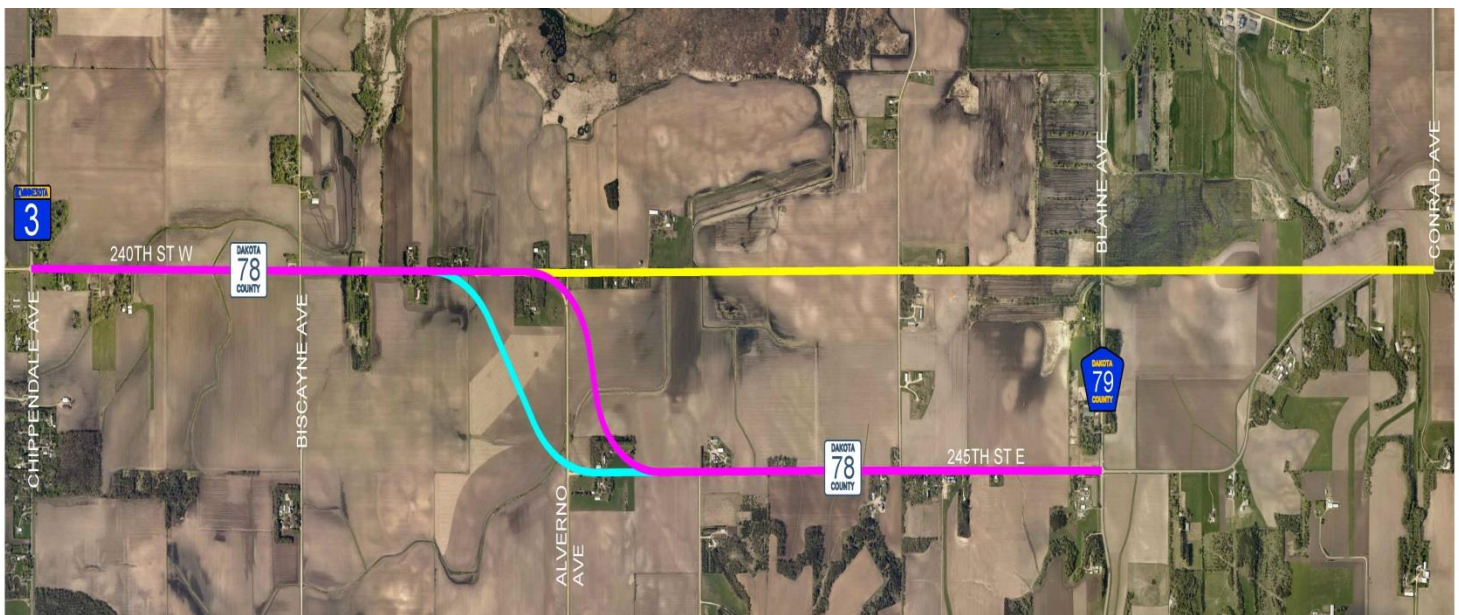 MINNESOTA
3
240TH ST W
DAKOTA
78
COUNTY
CHIPPENDALE AVE
BISCAYNE AVE
ALVERNO
AVE
BLAINE AVE
CONRAD AVE
DAKOTA
79
COUNTY
DAKOTA
78
COUNTY
245TH ST E